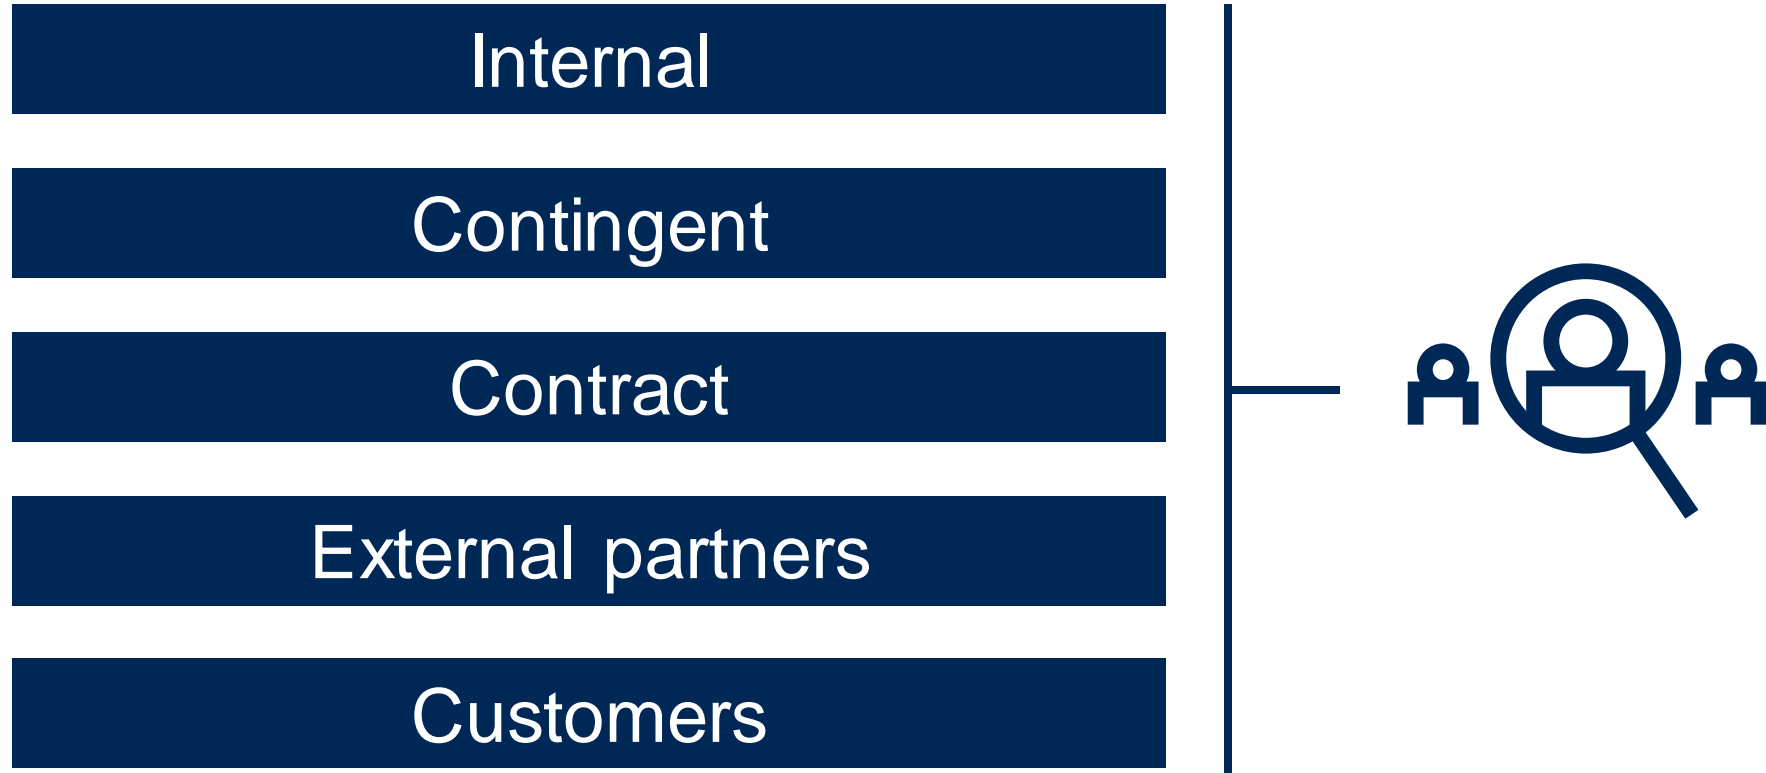 Internal
Contingent
Contract
External partners
Customers